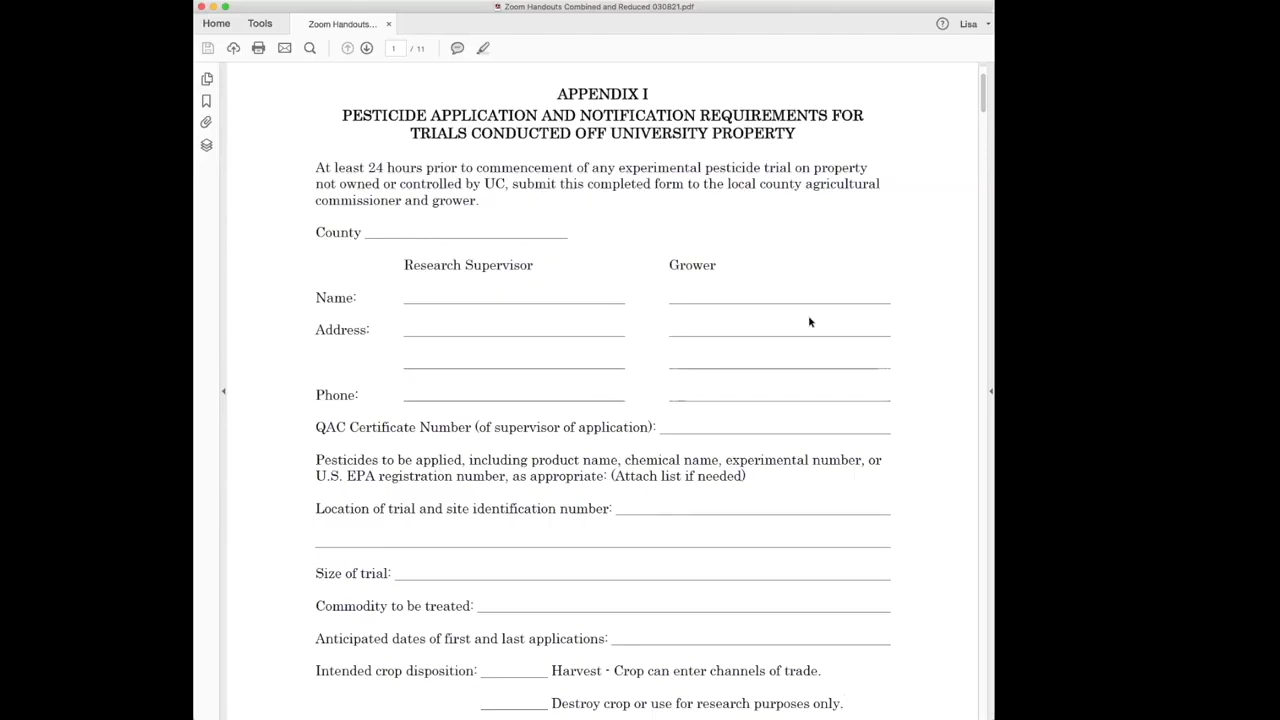 Zoom Handouts Combined and Reduced 030821.pdf
Home Tools Zoom Handouts... × ? Lisa
1 / 11
APPENDIX I
PESTICIDE APPLICATION AND NOTIFICATION REQUIREMENTS FOR
TRIALS CONDUCTED OFF UNIVERSITY PROPERTY
At least 24 hours prior to commencement of any experimental pesticide trial on property
not owned or controlled by UC, submit this completed form to the local county agricultural
commissioner and grower.
County
Research Supervisor Grower
Name:
Address:
Phone:
QAC Certificate Number (of supervisor of application):
Pesticides to be applied, including product name, chemical name, experimental number, or
U.S. EPA registration number, as appropriate: (Attach list if needed)
Location of trial and site identification number:
Size of trial:
Commodity to be treated:
Anticipated dates of first and last applications:
Intended crop disposition: Harvest - Crop can enter channels of trade.
Destroy crop or use for research purposes only.